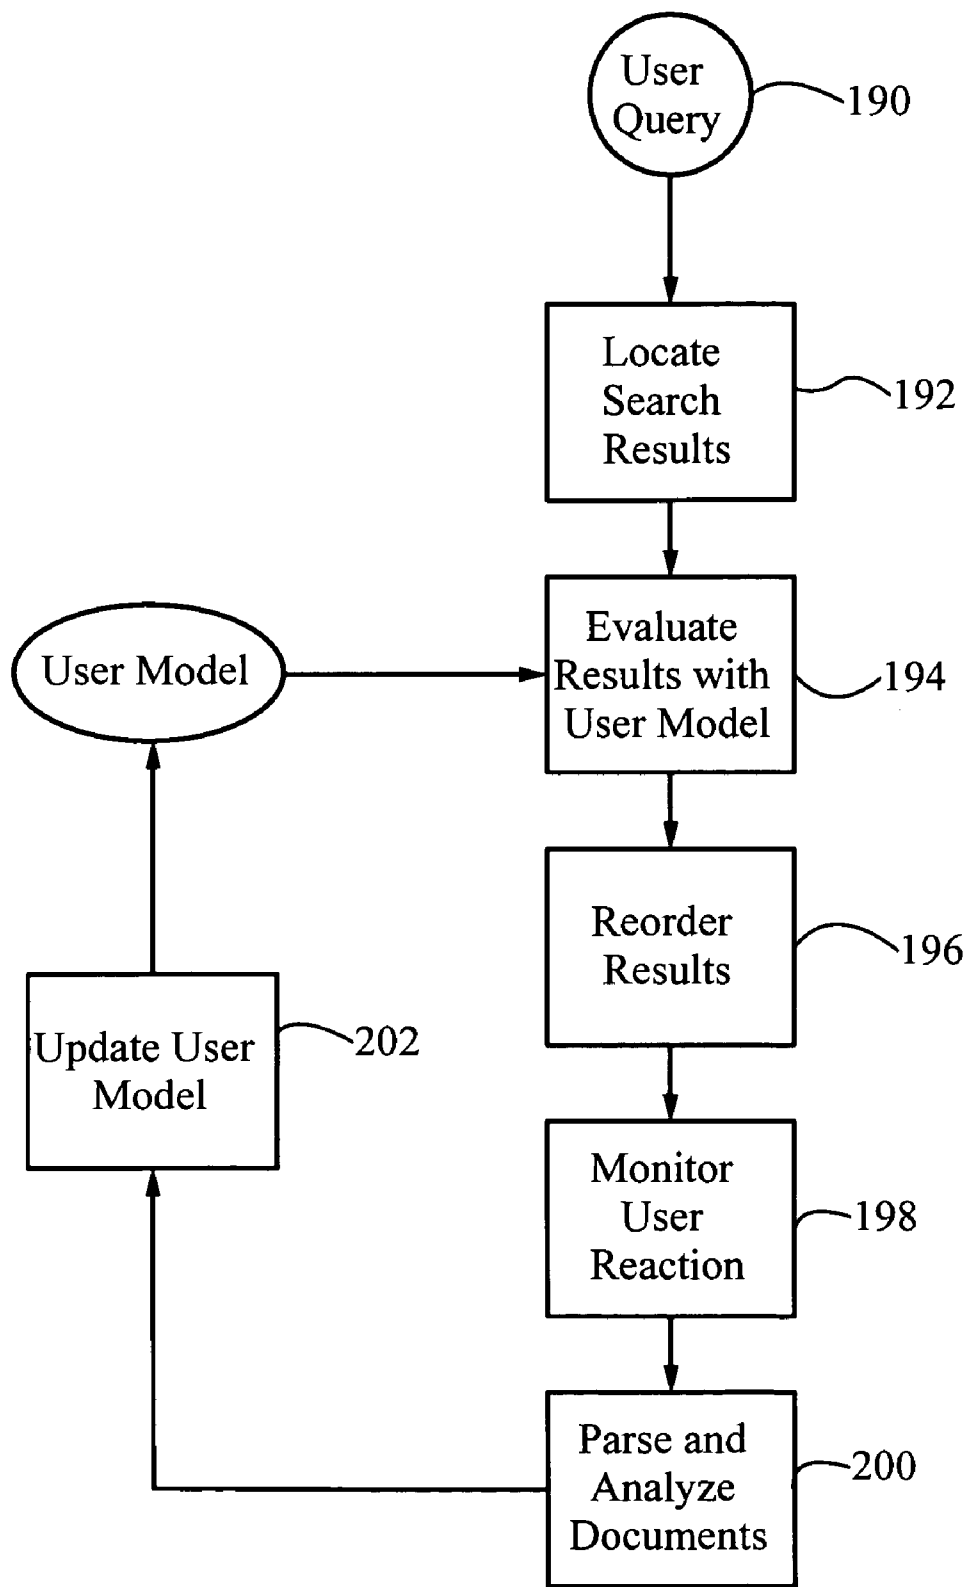 User
Query
190
Locate
Search
Results
192
Evaluate
Results with
User Model
194
User Model
Reorder
Results
196
Update User
Model
202
Monitor
User
Reaction
198
Parse and
Analyze
Documents
200